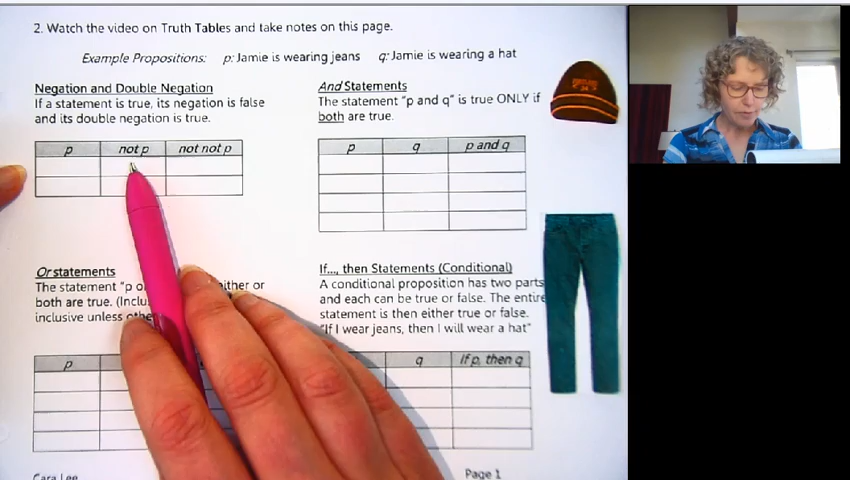 2. Watch the video on Truth Tables and take notes on this page.
Example Propositions: p: Jamie is wearing jeans q: Jamie is wearing a hat
Negation and Double Negation
If a statement is true, its negation is false
and its double negation is true.
p not p not not p
And Statements
The statement "p and q" is true ONLY if
both are true.
p q p and q
Or statements
The statement "p o ither or
both are true. (Inclu
inclusive unless othe
p
If..., then Statements (Conditional)
A conditional proposition has two parts
and each can be true or false. The entire
statement is then either true or false.
"If I wear jeans, then I will wear a hat"
q If p, then q
Cara Lee
Page 1